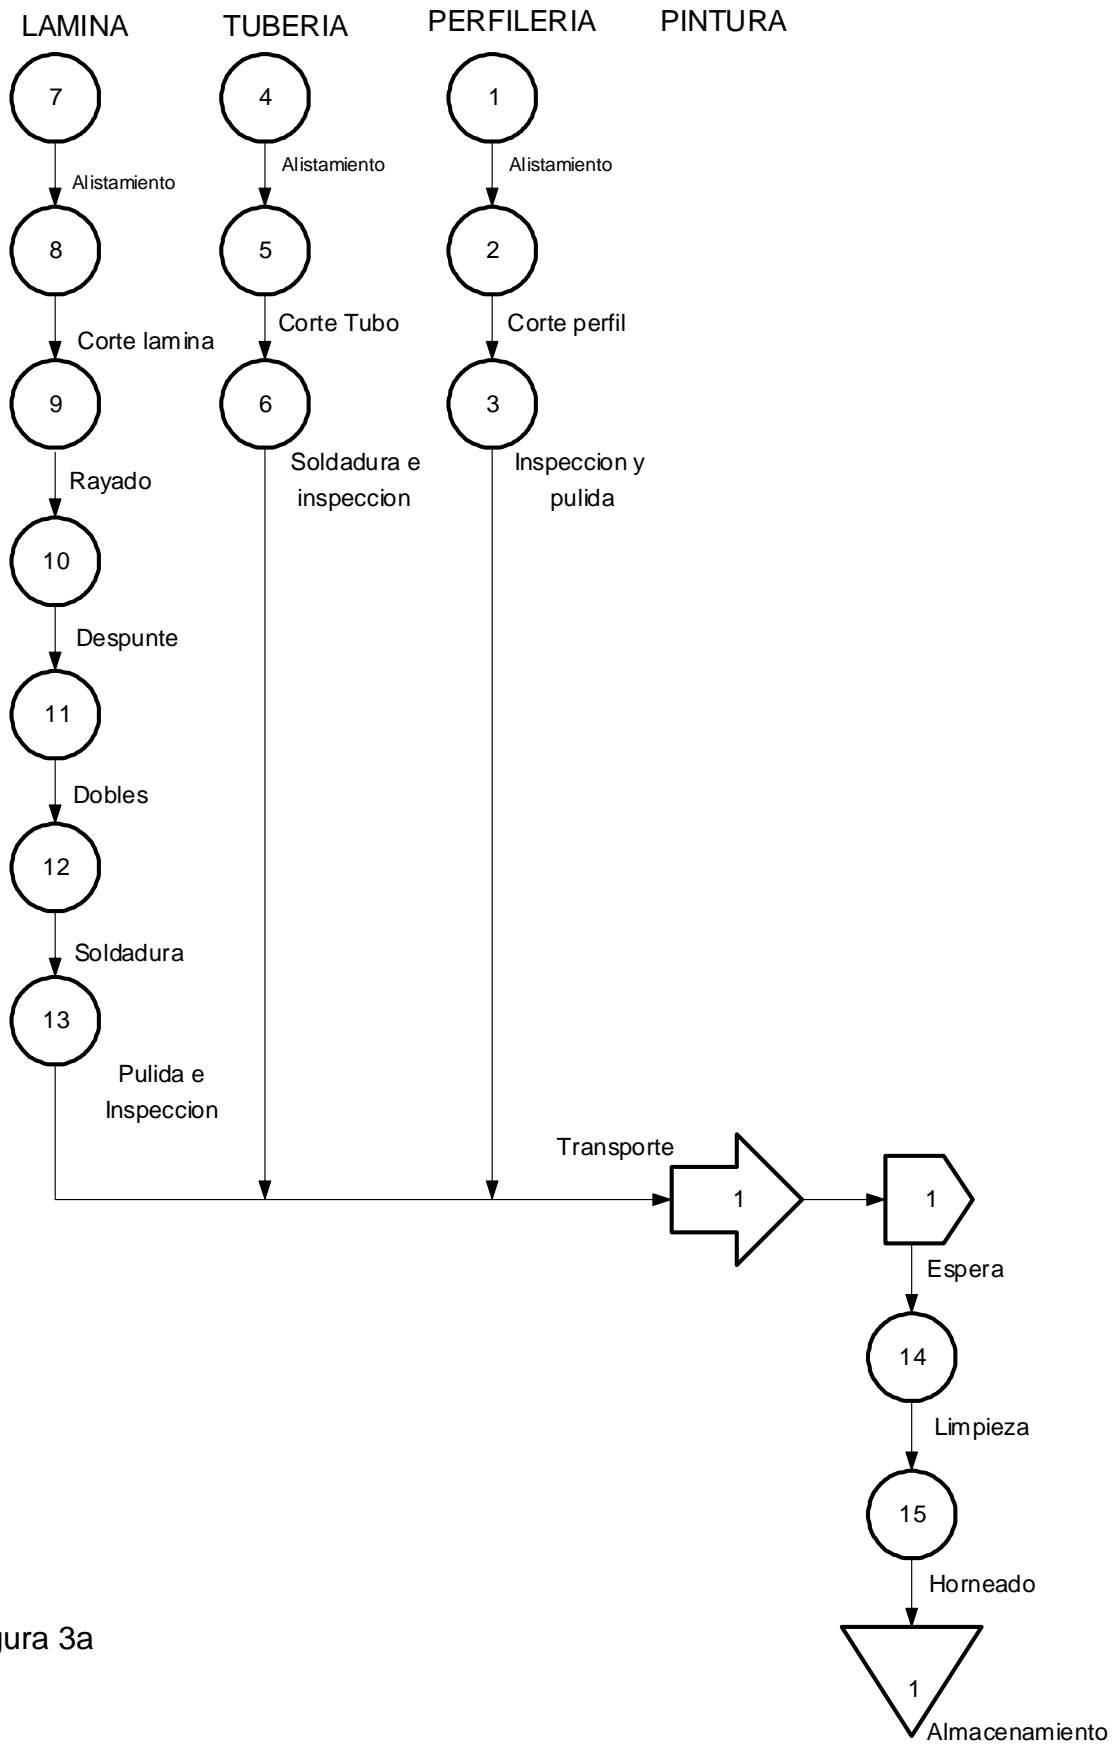 LAMINA
TUBERIA
PERFILERIA
PINTURA
7
4
1
Alistamiento
Alistamiento
Alistamiento
8
5
2
Corte lamina
Corte Tubo
Corte perfil
9
6
3
Rayado
Soldadura e
inspeccion
Inspeccion y
pulida
10
Despunte
11
Dobles
12
Soldadura
13
Pulida e
Inspeccion
Transporte
1
1
Espera
14
Limpieza
15
Horneado
gura 3a
1
Almacenamiento